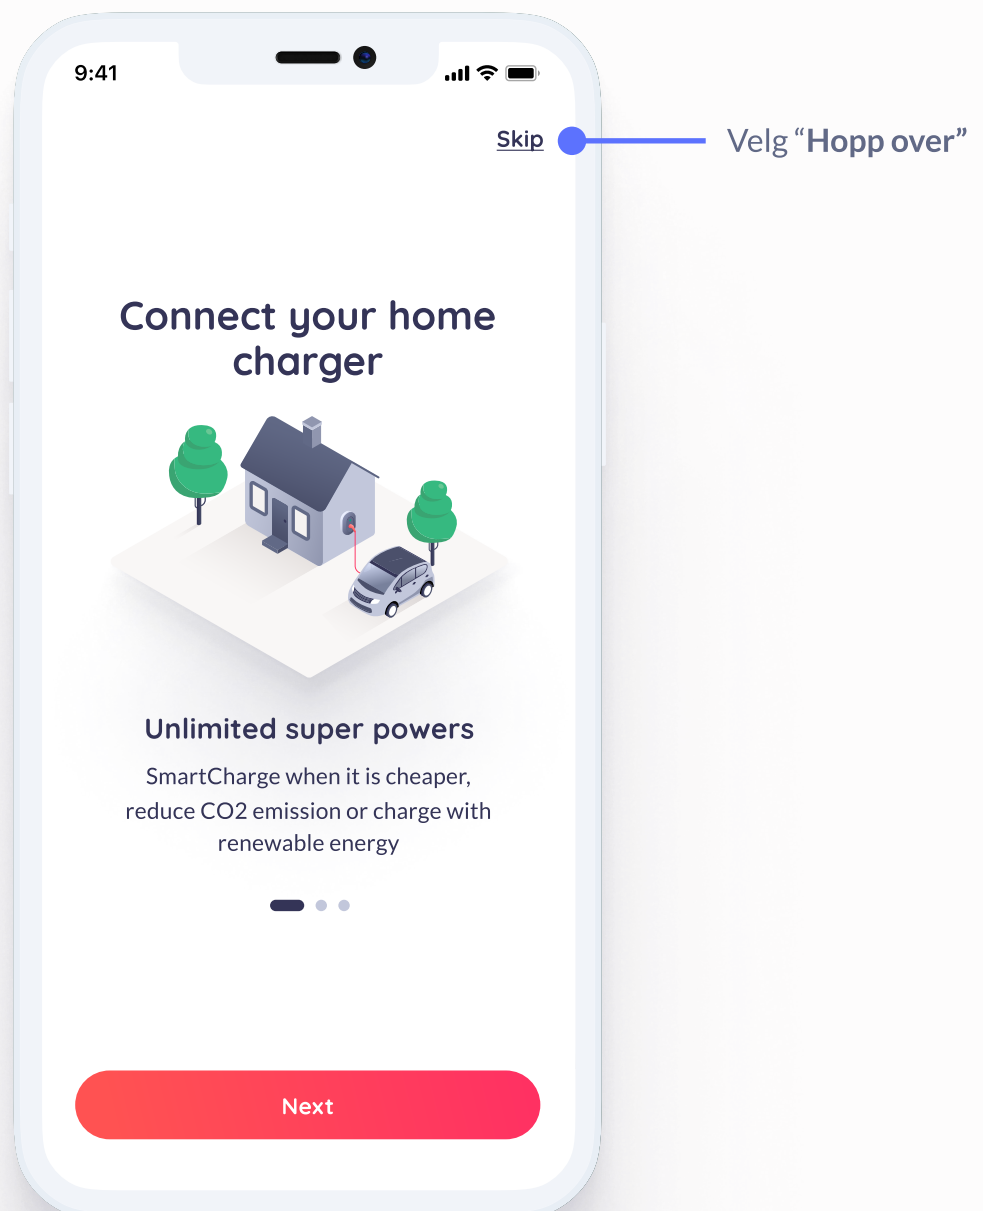 9:41
Skip
Velg “Hopp over”
Connect your home
charger
Unlimited super powers
SmartCharge when it is cheaper,
reduce CO2 emission or charge with
renewable energy
Next